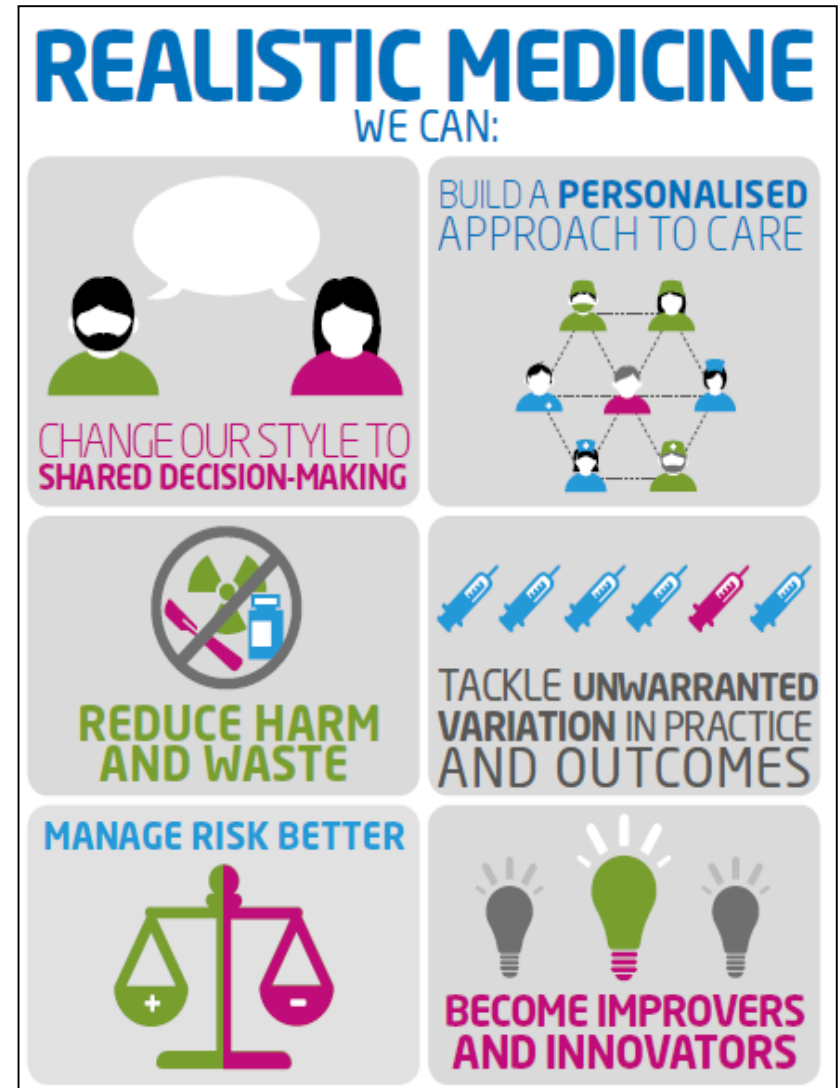 REALISTIC MEDICINE
WE CAN:
CHANGE OUR STYLE TO
SHARED DECISION-MAKING
BUILD A PERSONALISED
APPROACH TO CARE
REDUCE HARM
AND WASTE
TACKLE UNWARRANTED
VARIATION IN PRACTICE
AND OUTCOMES
MANAGE RISK BETTER
+ -
BECOME IMPROVERS
AND INNOVATORS